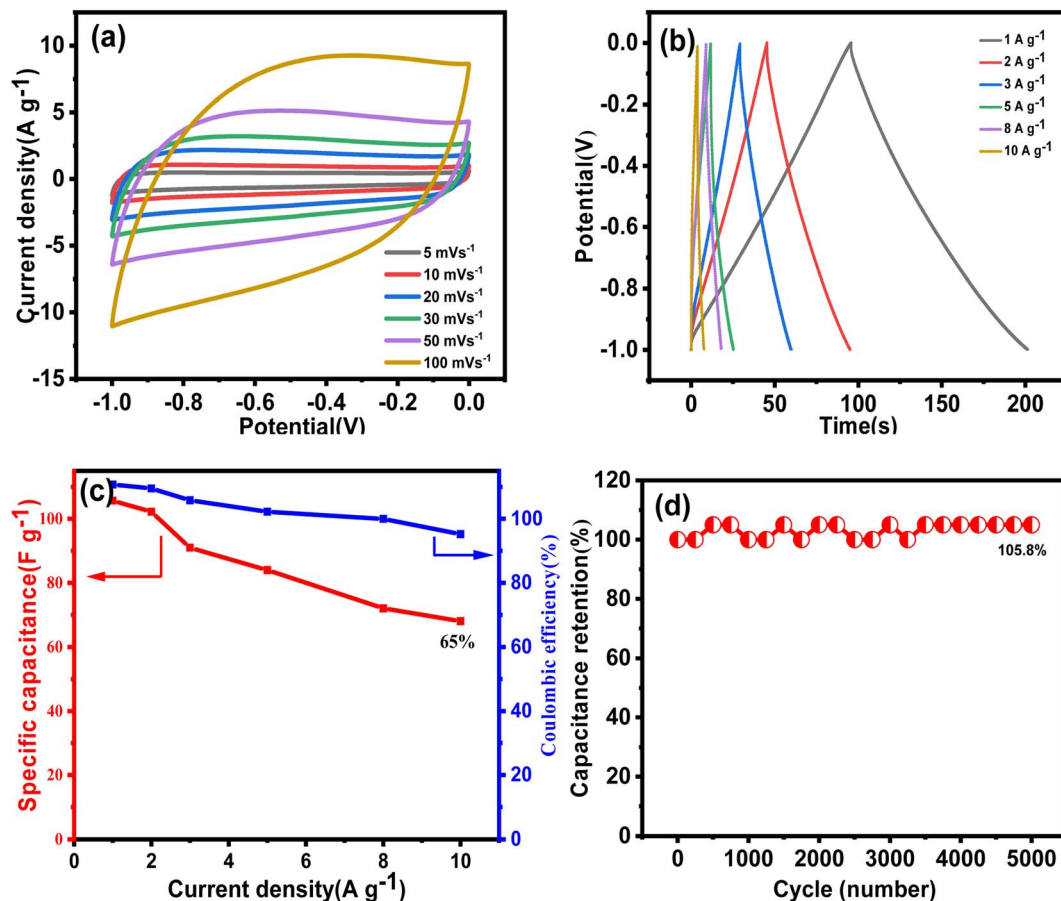 (a)
Current density(A g-1)
10
5
0
-5
-10
-15
-1.0 -0.8 -0.6 -0.4 -0.2 0.0
Potential(V)
5 mVs-1
10 mVs-1
20 mVs-1
30 mVs-1
50 mVs-1
100 mVs-1
(b)
Potential(V)
0.0
-0.2
-0.4
-0.6
-0.8
-1.0
0 50 100 150 200
Time(s)
1 A g-1
2 A g-1
3 A g-1
5 A g-1
8 A g-1
10 A g-1
(c)
Specific capacitance(F g-1)
100
80
60
40
20
0
0 2 4 6 8 10
Current density(A g-1)
65%
100
80
60
40
20
0
Coulombic efficiency(%)
(d)
Capacitance retention(%)
120
100
80
60
40
20
0
0 1000 2000 3000 4000 5000
Cycle (number)
105.8%